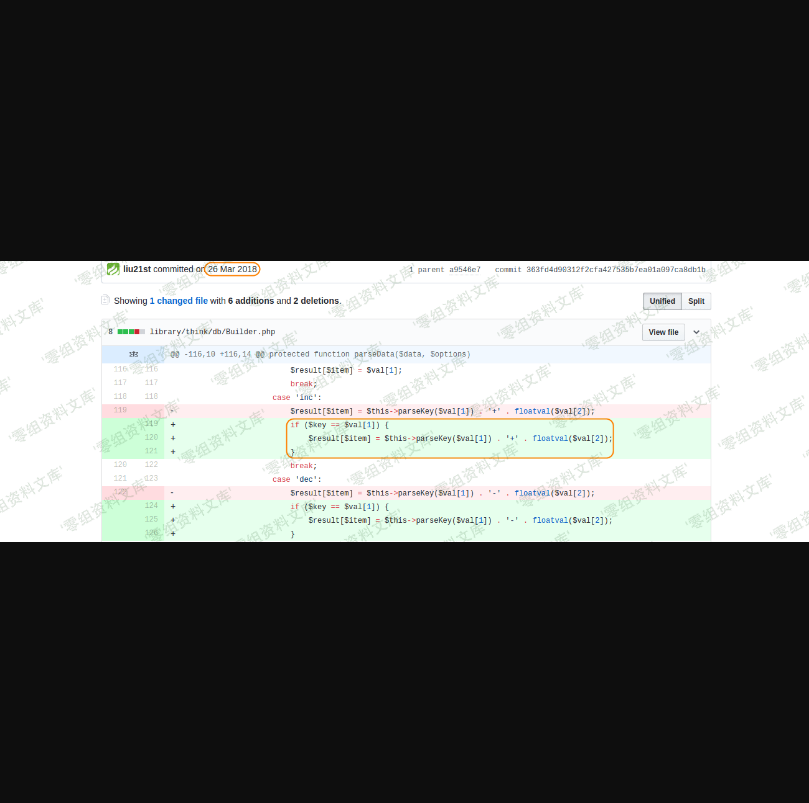 liu21st committed on 26 Mar 2018
1 parent a9546e7 commit 363fd4d90312f2cfa427535b7ea01a097ca8db1b
Showing 1 changed file with 6 additions and 2 deletions.
Unified Split
8 library/think/db/Builder.php
View file
@@ -116,10 +116,14 @@ protected function parseData($data, $options)
116 116 $result[$item] = $val[1];
117 117 break;
118 118 case 'inc':
119 - $result[$item] = $this->parseKey($val[1]) . '+' . floatval($val[2]);
119 + if ($key == $val[1]) {
120 + $result[$item] = $this->parseKey($val[1]) . '+' . floatval($val[2]);
121 + }
120 122 break;
121 123 case 'dec':
122 - $result[$item] = $this->parseKey($val[1]) . '-' . floatval($val[2]);
124 + if ($key == $val[1]) {
125 + $result[$item] = $this->parseKey($val[1]) . '-' . floatval($val[2]);
126 + }
零组资料文库